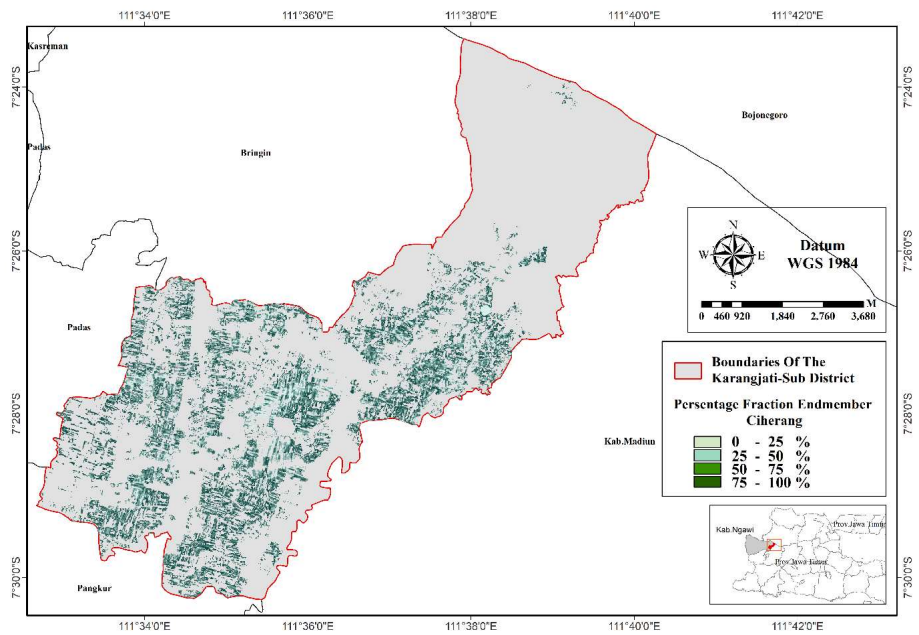 111°34'0"E 111°36'0"E 111°38'0"E 111°40'0"E 111°42'0"E
Kasreman
7°24'0"S
7°24'0"S
Bojonegoro
Padas
Bringin
N
W E
S
Datum
WGS 1984
7°26'0"S
7°26'0"S
0 460 920 1,840 2,760 3,680 M
Padas
Boundaries Of The
Karangjati-Sub District
Persentage Fraction Endmember
Ciherang
0 - 25 %
25 - 50 %
50 - 75 %
75 - 100 %
7°28'0"S
7°28'0"S
Kab.Madiun
Kab.Ngawi
Prov.Jawa Timur
Prov.Jawa Timur
7°30'0"S
7°30'0"S
Pangkur
111°34'0"E 111°36'0"E 111°38'0"E 111°40'0"E 111°42'0"E